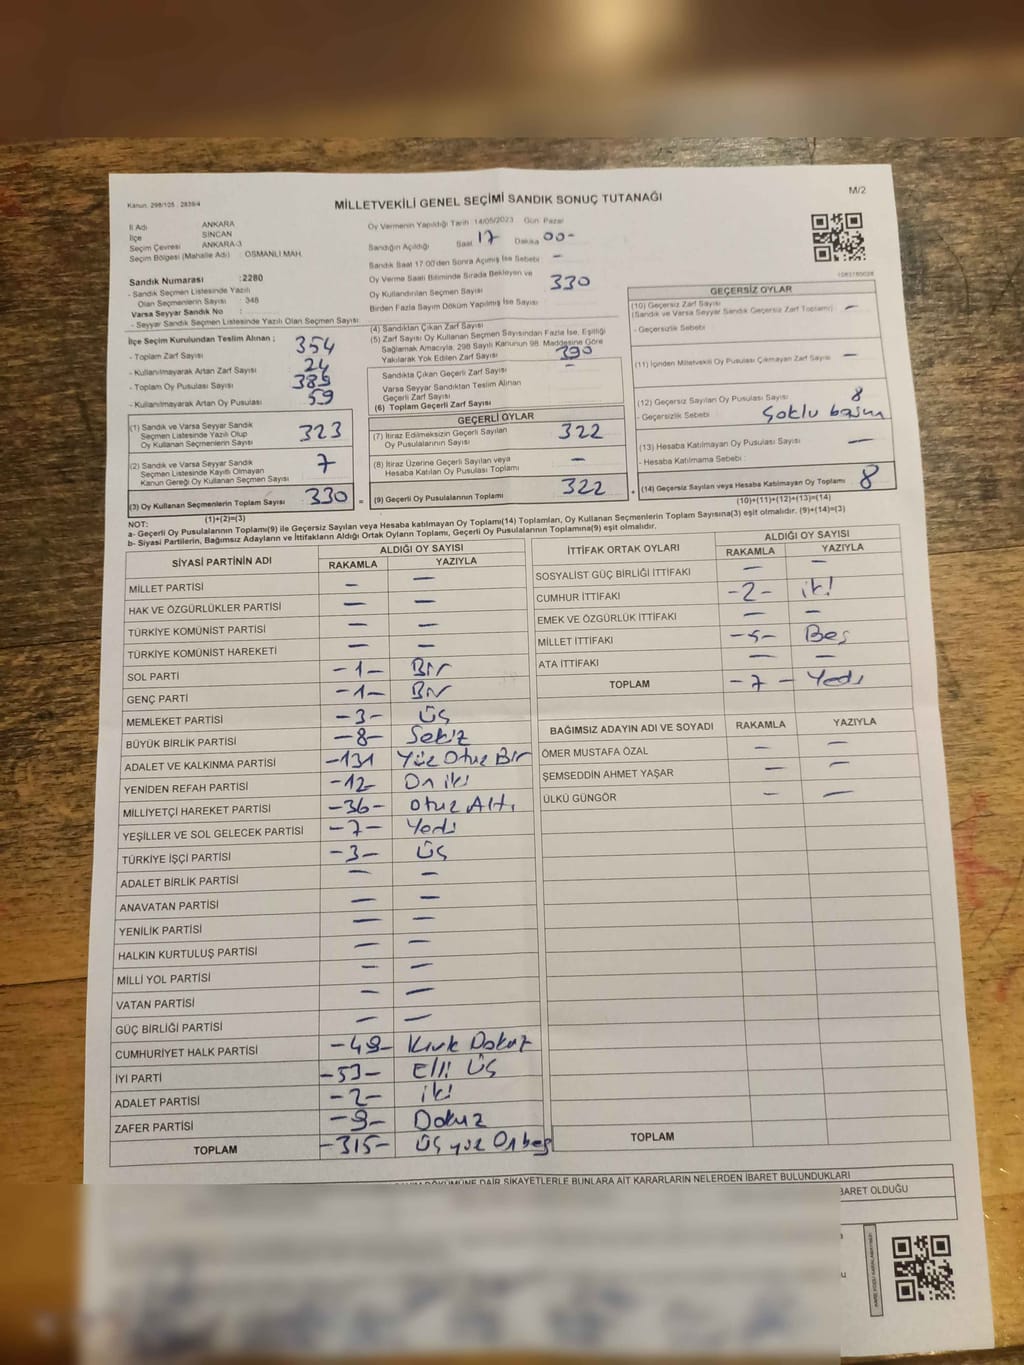 Kanun: 298/105 : 2839/4
MİLLETVEKİLİ GENEL SEÇİMİ SANDIK SONUÇ TUTANAĞI
M/2
İl Adı ANKARA
İlçe SİNCAN
Seçim Çevresi ANKARA-3
Seçim Bölgesi (Mahalle Adı) : OSMANLI MAH.
Sandık Numarası : 2280
- Sandık Seçmen Listesinde Yazılı
Olan Seçmenlerin Sayısı : 348
Varsa Seyyar Sandık No :
- Seyyar Sandık Seçmen Listesinde Yazılı Olan Seçmen Sayısı:
Oy Vermenin Yapıldığı Tarih : 14/05/2023 Gün Pazar
Sandığın Açıldığı Saat 17 Dakika 00-
Sandık Saat 17.00'den Sonra Açılmış İse Sebebi -
Oy Verme Saati Bitiminde Sırada Bekleyen ve
Oy Kullandırılan Seçmen Sayısı 330
Birden Fazla Sayım Döküm Yapılmış İse Sayısı
İlçe Seçim Kurulundan Teslim Alınan ;
- Toplam Zarf Sayısı 354
- Kullanılmayarak Artan Zarf Sayısı 24
- Toplam Oy Pusulası Sayısı 389
- Kullanılmayarak Artan Oy Pusulası 59
(1) Sandık ve Varsa Seyyar Sandık
Seçmen Listesinde Yazılı Olup
Oy Kullanan Seçmenlerin Sayısı 323
(2) Sandık ve Varsa Seyyar Sandık
Seçmen Listesinde Kayıtlı Olmayan
Kanun Gereği Oy Kullanan Seçmen Sayısı 7
(3) Oy Kullanan Seçmenlerin Toplam Sayısı 330 =
(1)+(2)=(3)
(4) Sandıktan Çıkan Zarf Sayısı
(5) Zarf Sayısı Oy Kullanan Seçmen Sayısından Fazla İse, Eşitliği
Sağlamak Amacıyla, 298 Sayılı Kanunun 98. Maddesine Göre
Yakılarak Yok Edilen Zarf Sayısı
-
Sandıkta Çıkan Geçerli Zarf Sayısı
Varsa Seyyar Sandıktan Teslim Alınan
Geçerli Zarf Sayısı
(6) Toplam Geçerli Zarf Sayısı
GEÇERLİ OYLAR
(7) İtiraz Edilmeksizin Geçerli Sayılan
Oy Pusulalarının Sayısı 322
(8) İtiraz Üzerine Geçerli Sayılan veya
Hesaba Katılan Oy Pusulası Toplamı -
(9) Geçerli Oy Pusulalarının Toplamı 322 +
1083780028
GEÇERSİZ OYLAR
(10) Geçersiz Zarf Sayısı
(Sandık ve Varsa Seyyar Sandık Geçersiz Zarf Toplamı) -
- Geçersizlik Sebebi
(11) İçinden Milletvekili Oy Pusulası Çıkmayan Zarf Sayısı -
(12) Geçersiz Sayılan Oy Pusulası Sayısı 8
- Geçersizlik Sebebi : Çoklu basım
(13) Hesaba Katılmayan Oy Pusulası Sayısı -
- Hesaba Katılmama Sebebi :
(14) Geçersiz Sayılan veya Hesaba Katılmayan Oy Toplamı 8
(10)+(11)+(12)+(13)=(14)
NOT:
a- Geçerli Oy Pusulalarının Toplamı(9) ile Geçersiz Sayılan veya Hesaba katılmayan Oy Toplamı(14) Toplamları, Oy Kullanan Seçmenlerin Toplam Sayısına(3) eşit olmalıdır. (9)+(14)=(3)
b- Siyasi Partilerin, Bağımsız Adayların ve İttifakların Aldığı Ortak Oyların Toplamı, Geçerli Oy Pusulalarının Toplamına(9) eşit olmalıdır.
SİYASİ PARTİNİN ADI ALDIĞI OY SAYISI
RAKAMLA YAZIYLA
MİLLET PARTİSİ - -
HAK VE ÖZGÜRLÜKLER PARTİSİ - -
TÜRKİYE KOMÜNİST PARTİSİ - -
TÜRKİYE KOMÜNİST HAREKETİ - -
SOL PARTİ -1- Bir
GENÇ PARTİ -1- Bir
MEMLEKET PARTİSİ -3- Üç
BÜYÜK BİRLİK PARTİSİ -8- Sekiz
ADALET VE KALKINMA PARTİSİ -131 Yüz Otuz Bir
YENİDEN REFAH PARTİSİ -12- On iki
MİLLİYETÇİ HAREKET PARTİSİ -36- Otuz Altı
YEŞİLLER VE SOL GELECEK PARTİSİ -7- Yedi
TÜRKİYE İŞÇİ PARTİSİ -3- Üç
ADALET BİRLİK PARTİSİ - -
ANAVATAN PARTİSİ - -
YENİLİK PARTİSİ - -
HALKIN KURTULUŞ PARTİSİ - -
MİLLİ YOL PARTİSİ - -
VATAN PARTİSİ - -
GÜÇ BİRLİĞİ PARTİSİ - -
CUMHURİYET HALK PARTİSİ -49- Kırk Dokuz
İYİ PARTİ -53- Elli Üç
ADALET PARTİSİ -2- iki
ZAFER PARTİSİ -9- Dokuz
TOPLAM -315- Üç yüz Onbeş
İTTİFAK ORTAK OYLARI ALDIĞI OY SAYISI
RAKAMLA YAZIYLA
SOSYALİST GÜÇ BİRLİĞİ İTTİFAKI - -
CUMHUR İTTİFAKI -2- iki
EMEK VE ÖZGÜRLÜK İTTİFAKI - -
MİLLET İTTİFAKI -5- Beş
ATA İTTİFAKI - -
TOPLAM -7- Yedi
BAĞIMSIZ ADAYIN ADI VE SOYADI RAKAMLA YAZIYLA
ÖMER MUSTAFA ÖZAL - -
ŞEMSEDDİN AHMET YAŞAR - -
ÜLKÜ GÜNGÖR - -
TOPLAM
DÖKÜMÜNE DAİR ŞİKAYETLERLE BUNLARA AİT KARARLARIN NELERDEN İBARET BULUNDUKLARI
İBARET OLDUĞU